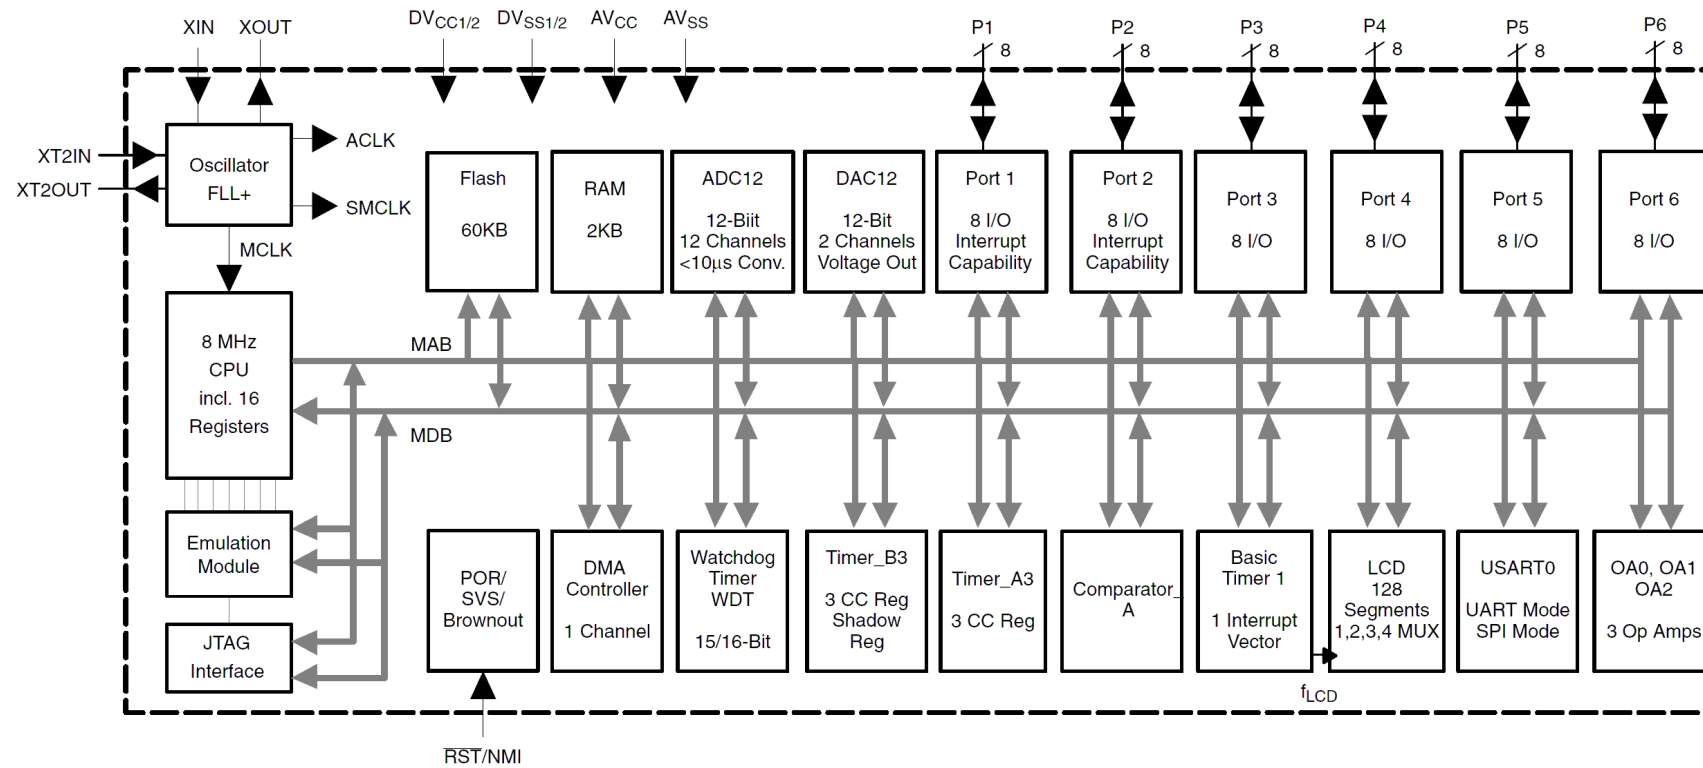 XIN
XOUT
DVCC1/2
DVSS1/2
AVCC
AVSS
P1
8
P2
8
P3
8
P4
8
P5
8
P6
8
XT2IN
XT2OUT
Oscillator
FLL+
ACLK
SMCLK
MCLK
Flash
60KB
RAM
2KB
ADC12
12-Biit
12 Channels
<10μs Conv.
DAC12
12-Bit
2 Channels
Voltage Out
Port 1
8 I/O
Interrupt
Capability
Port 2
8 I/O
Interrupt
Capability
Port 3
8 I/O
Port 4
8 I/O
Port 5
8 I/O
Port 6
8 I/O
8 MHz
CPU
incl. 16
Registers
MAB
MDB
Emulation
Module
JTAG
Interface
POR/
SVS/
Brownout
DMA
Controller
1 Channel
Watchdog
Timer
WDT
15/16-Bit
Timer_B3
3 CC Reg
Shadow
Reg
Timer_A3
3 CC Reg
Comparator_
A
Basic
Timer 1
1 Interrupt
Vector
LCD
128
Segments
1,2,3,4 MUX
USART0
UART Mode
SPI Mode
OA0, OA1
OA2
3 Op Amps
fLCD
RST/NMI